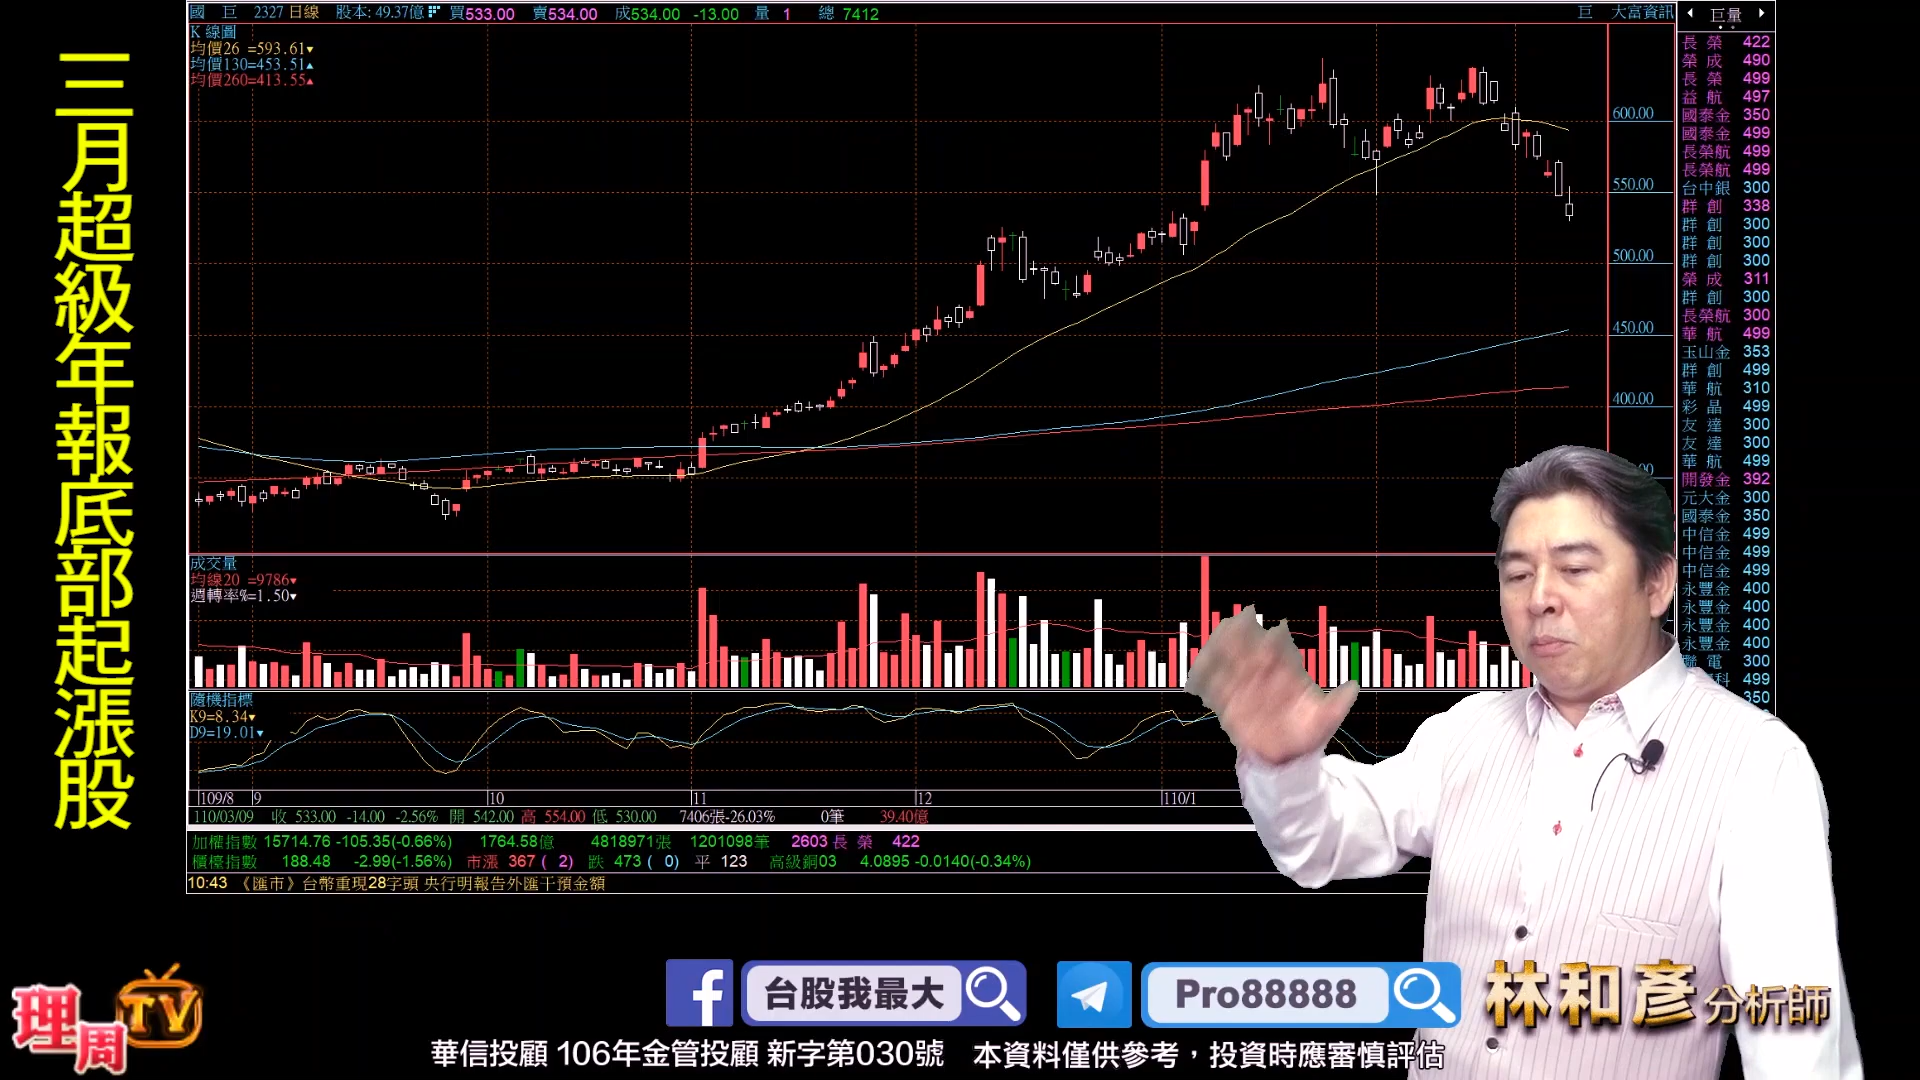 三月超級年報底部起漲股
國 巨 2327 日線 股本: 49.37億 買533.00 賣534.00 成534.00 -13.00 量 1 總 7412 巨 大富資訊
K 線圖
均價26 =593.61▾
均價130=453.51▴
均價260=413.55▴
600.00
550.00
500.00
450.00
400.00
成交量
均線20 =9786▾
週轉率%=1.50▾
隨機指標
K9=8.34▾
D9=19.01▾
109/8 9 10 11 12 110/1
110/03/09 收 533.00 -14.00 -2.56% 開 542.00 高 554.00 低 530.00 7406張-26.03% 0筆 39.40億
加權指數 15714.76 -105.35(-0.66%) 1764.58億 4818971張 1201098筆 2603 長 榮 422
櫃檯指數 188.48 -2.99(-1.56%) 市漲 367 ( 2) 跌 473 ( 0) 平 123 高級銅03 4.0895 -0.0140(-0.34%)
10:43 《匯市》台幣重現28字頭 央行明報告外匯干預金額
巨量
長 榮 422
榮 成 490
長 榮 499
益 航 497
國泰金 350
國泰金 499
長榮航 499
長榮航 499
台中銀 300
群 創 338
群 創 300
群 創 300
群 創 300
榮 成 311
群 創 300
長榮航 300
華 航 499
玉山金 353
群 創 499
華 航 310
彩 晶 499
友 達 300
友 達 300
華 航 499
開發金 392
元大金 300
國泰金 350
中信金 499
中信金 499
中信金 499
永豐金 400
永豐金 400
永豐金 400
永豐金 400
聯 電 300
科 499
350
理周TV
f 台股我最大
Pro88888
林和彥 分析師
華信投顧 106年金管投顧 新字第030號 本資料僅供參考，投資時應審慎評估